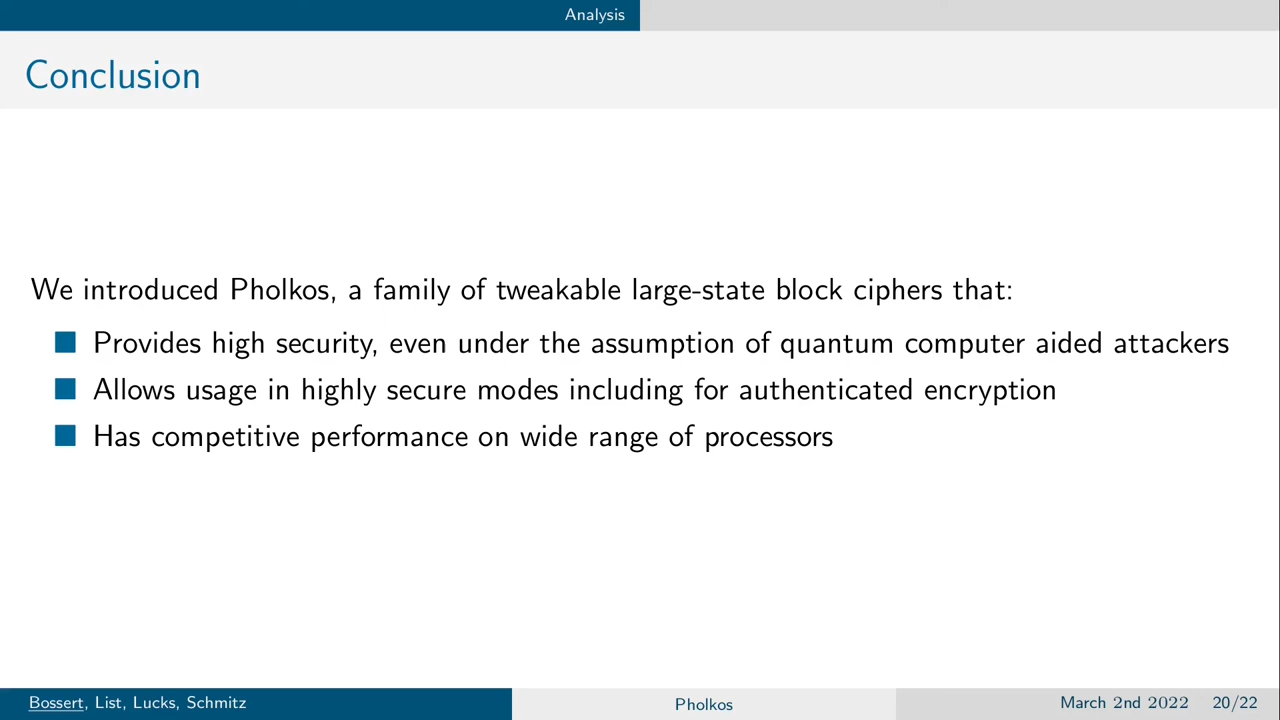 Analysis
Conclusion
We introduced Pholkos, a family of tweakable large-state block ciphers that:
Provides high security, even under the assumption of quantum computer aided attackers
Allows usage in highly secure modes including for authenticated encryption
Has competitive performance on wide range of processors
Bossert, List, Lucks, Schmitz
Pholkos
March 2nd 2022 20/22